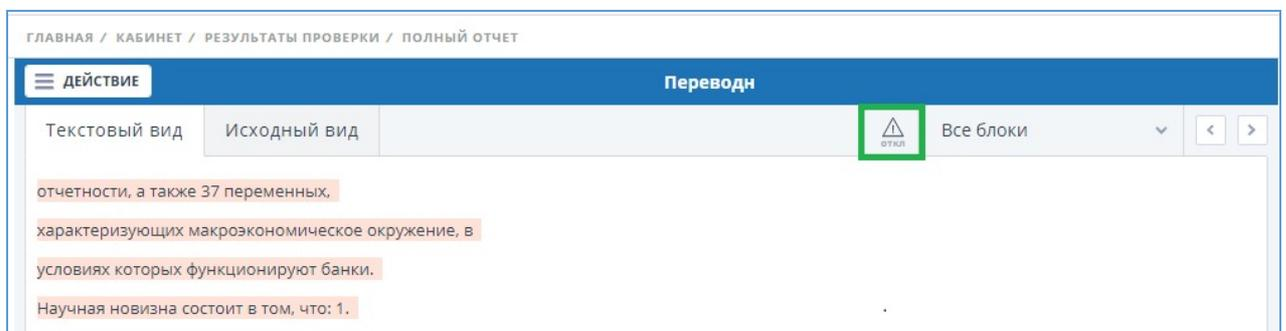 ГЛАВНАЯ / КАБИНЕТ / РЕЗУЛЬТАТЫ ПРОВЕРКИ / ПОЛНЫЙ ОТЧЕТ
ДЕЙСТВИЕ
Переводн
Текстовый вид
Исходный вид
откл
Все блоки
отчетности, а также 37 переменных,
характеризующих макроэкономическое окружение, в
условиях которых функционируют банки.
Научная новизна состоит в том, что: 1.